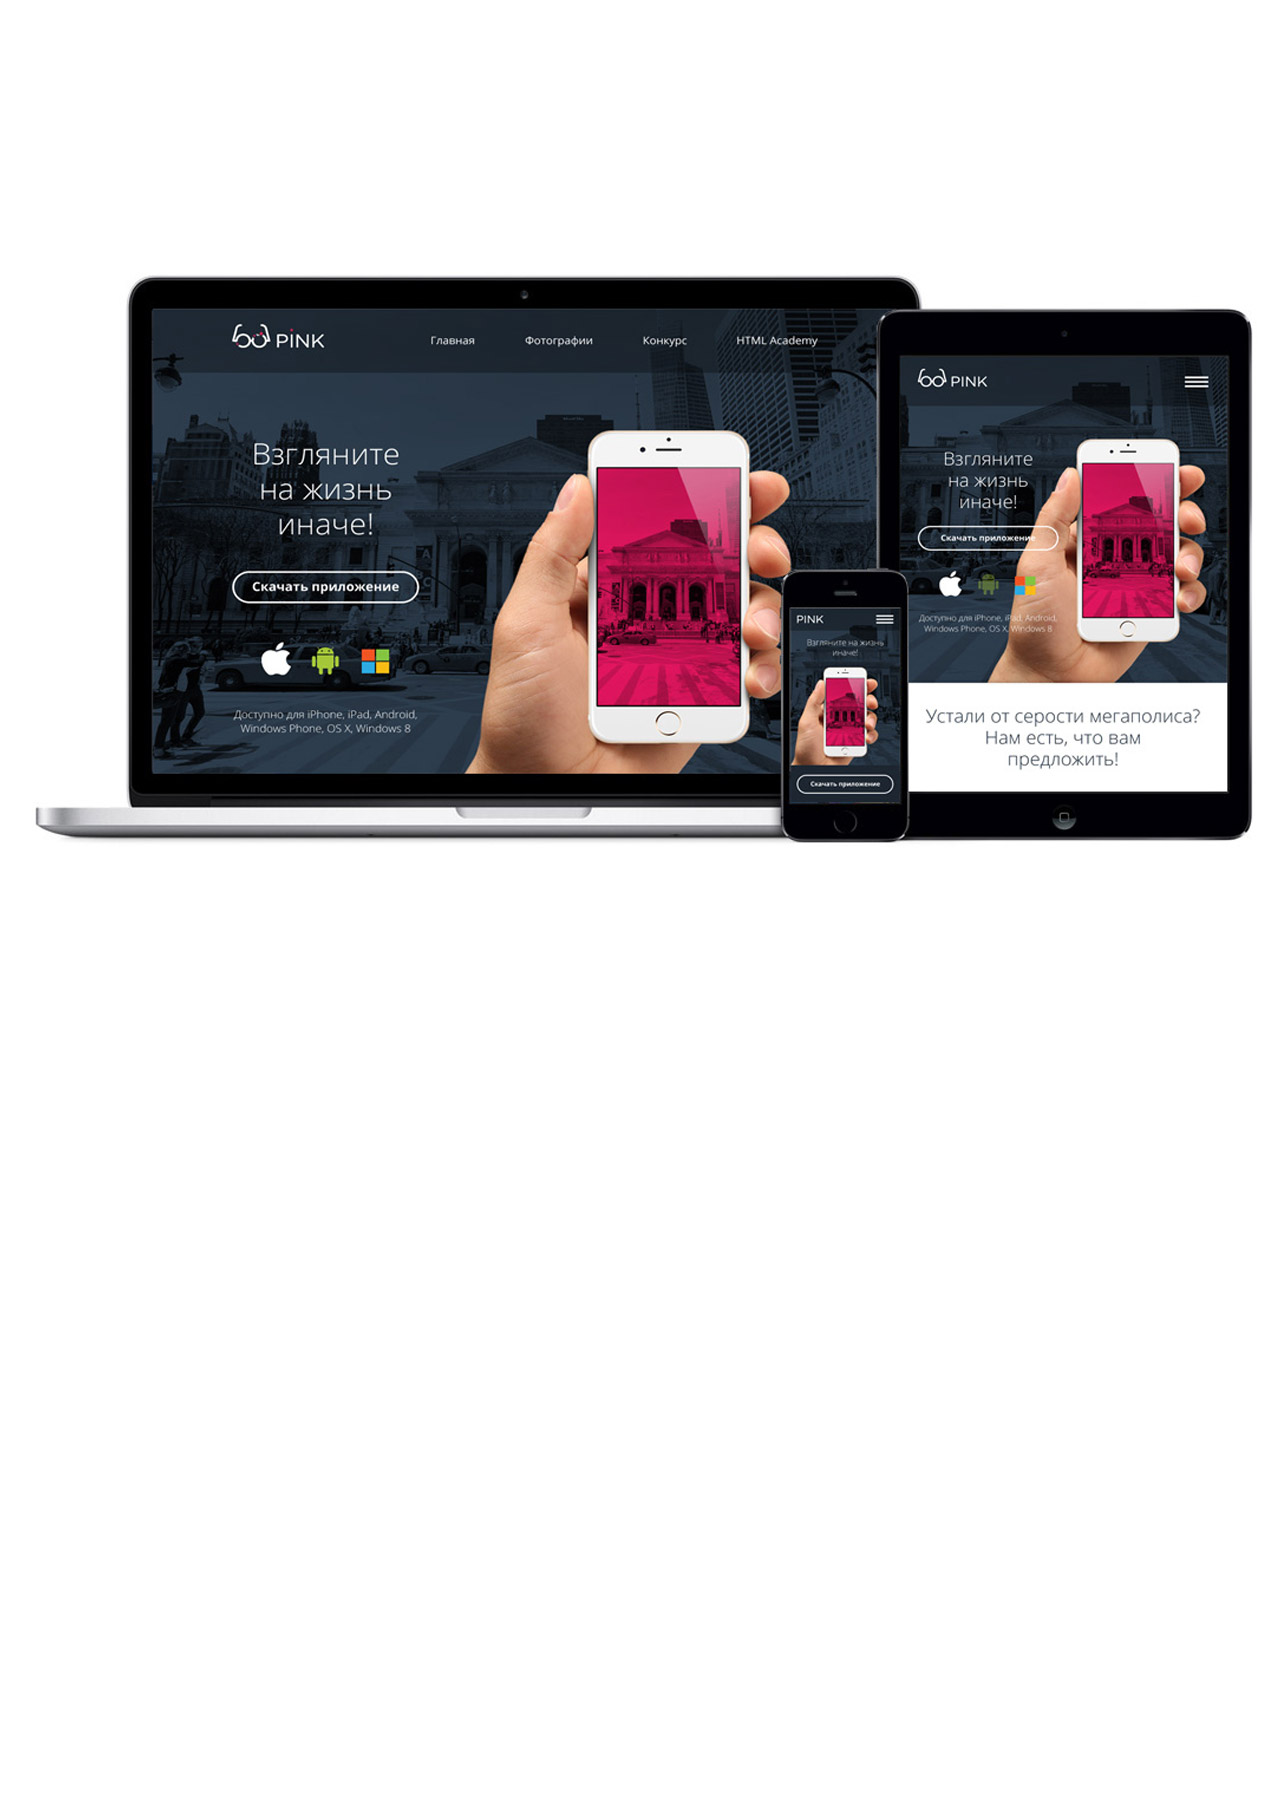 PINK
Главная
Фотографии
Конкурс
HTML Academy
Взгляните
на жизнь
иначе!
Скачать приложение
Доступно для iPhone, iPad, Android,
Windows Phone, OS X, Windows 8
PINK
Взгляните на жизнь
иначе!
Скачать приложение
PINK
Взгляните
на жизнь
иначе!
Скачать приложение
Доступно для iPhone, iPad, Android,
Windows Phone, OS X, Windows 8
Устали от серости мегаполиса?
Нам есть, что вам
предложить!